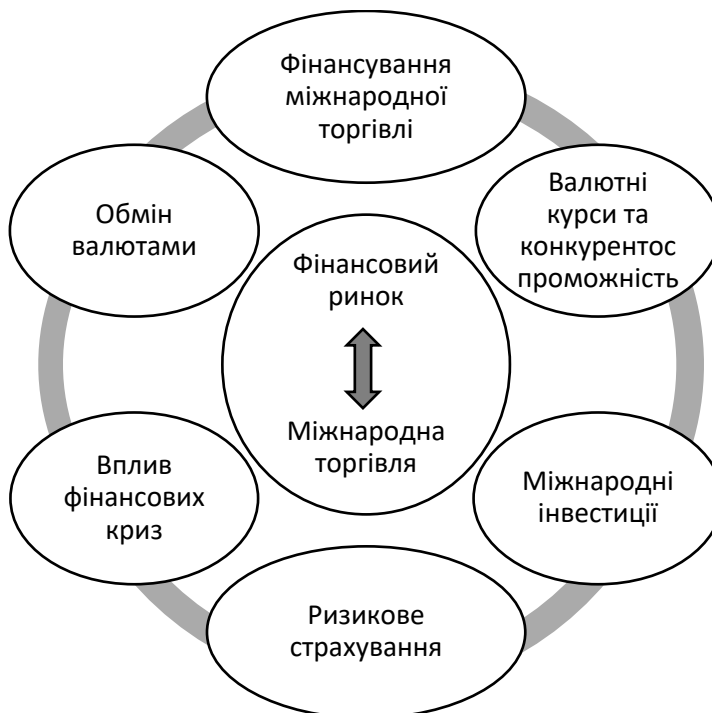 Фінансування
міжнародної
торгівлі
Валютні
курси та
конкурентос
проможність
Міжнародні
інвестиції
Ризикове
страхування
Вплив
фінансових
криз
Обмін
валютами
Фінансовий
ринок
Міжнародна
торгівля